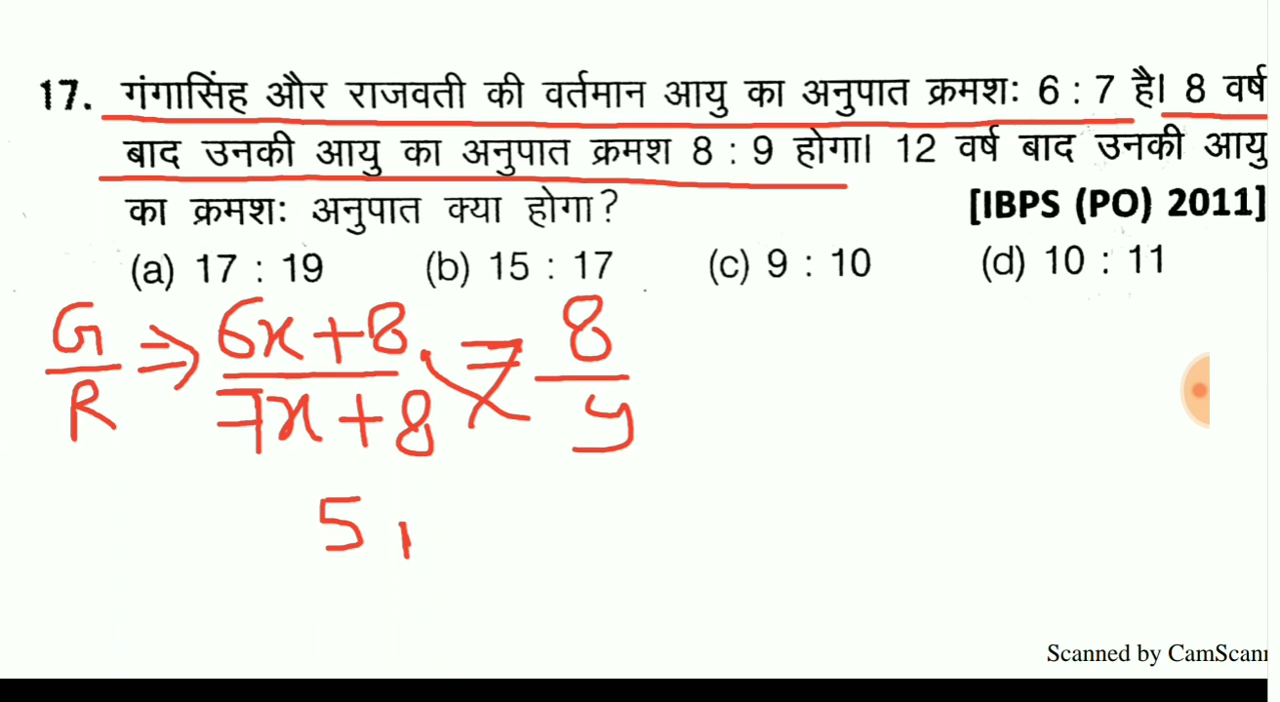 17. गंगासिंह और राजवती की वर्तमान आयु का अनुपात क्रमशः 6 : 7 है। 8 वर्ष
बाद उनकी आयु का अनुपात क्रमश 8 : 9 होगा। 12 वर्ष बाद उनकी आयु
का क्रमशः अनुपात क्या होगा? [IBPS (PO) 2011]
(a) 17 : 19 (b) 15 : 17 (c) 9 : 10 (d) 10 : 11
G/R ⇒ 6x+8/7x+8 = 8/9
5
Scanned by CamScann